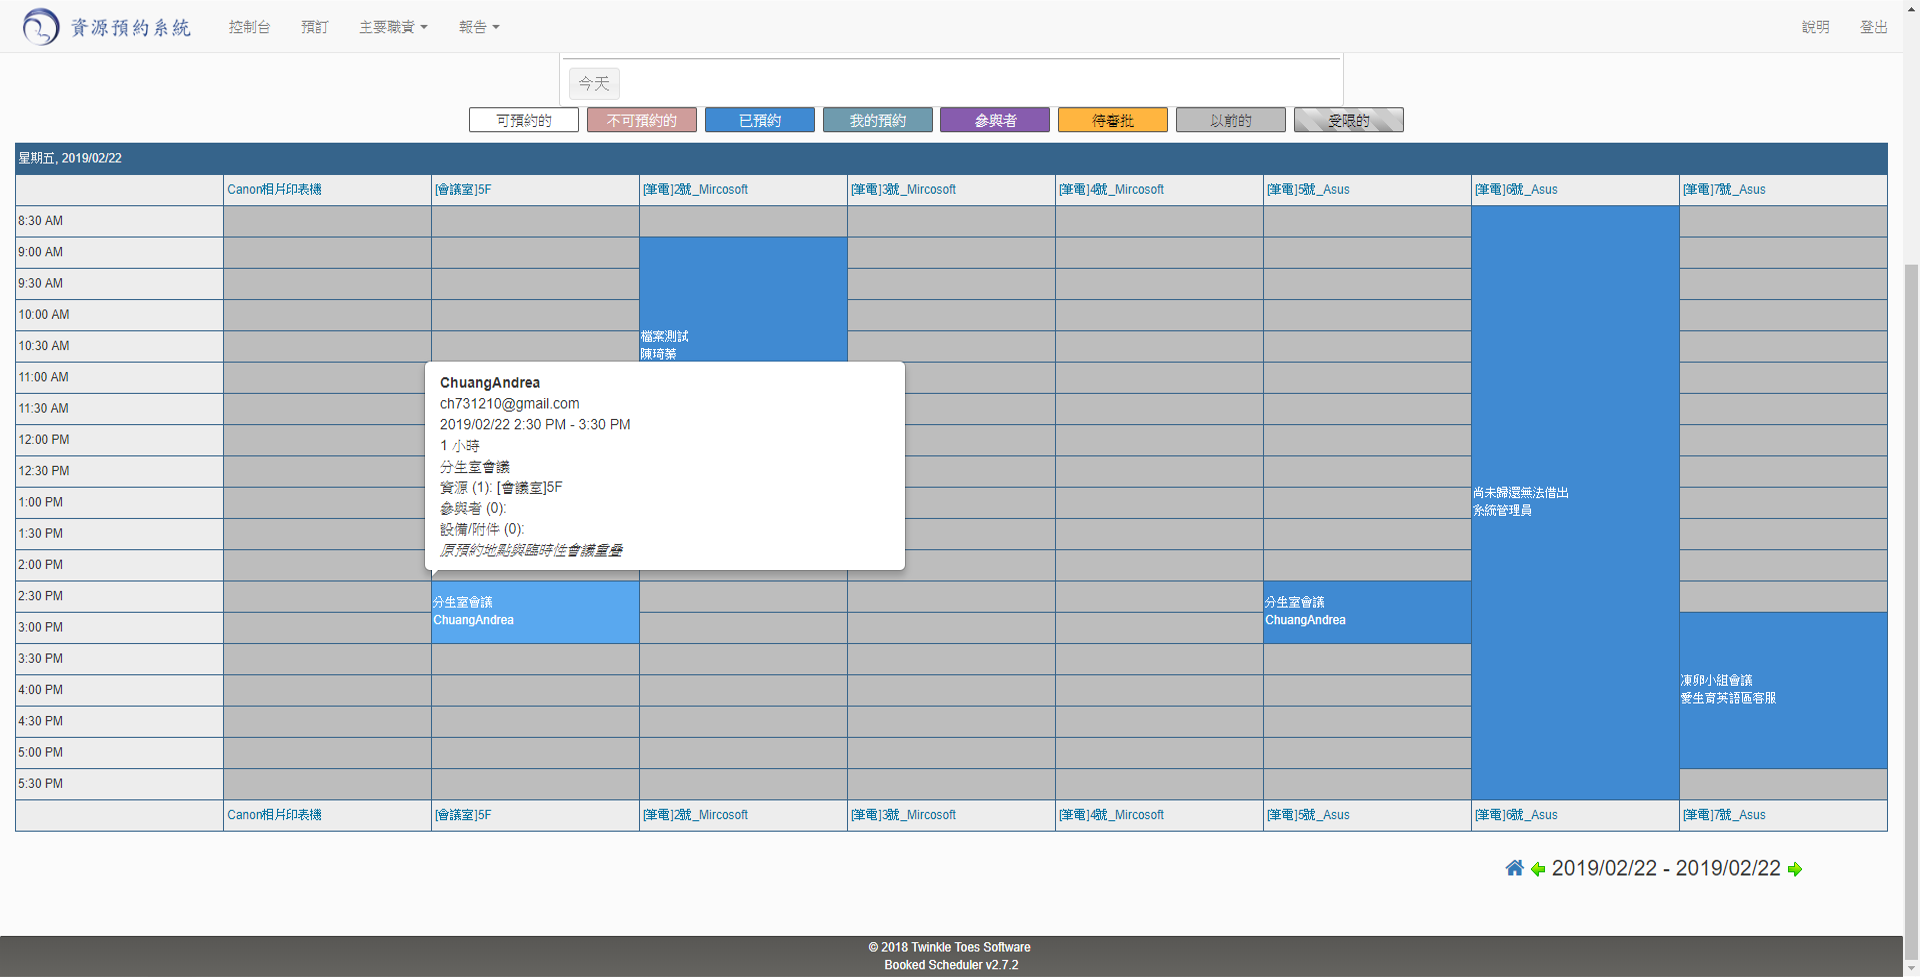 資源預約系統 控制台 預訂 主要職責 報告 說明 登出
今天
可預約的 不可預約的 已預約 我的預約 參與者 待審批 以前的 受限的
星期五, 2019/02/22
Canon相片印表機 [會議室]5F [筆電]2號_Mircosoft [筆電]3號_Mircosoft [筆電]4號_Mircosoft [筆電]5號_Asus [筆電]6號_Asus [筆電]7號_Asus
8:30 AM
9:00 AM
9:30 AM
10:00 AM
10:30 AM
檔案測試
陳琦蓁
11:00 AM
11:30 AM
12:00 PM
12:30 PM
1:00 PM
1:30 PM
2:00 PM
ChuangAndrea
ch731210@gmail.com
2019/02/22 2:30 PM - 3:30 PM
1 小時
分生室會議
資源 (1): [會議室]5F
參與者 (0):
設備/附件 (0):
原預約地點與臨時性會議重疊
尚未歸還無法借出
系統管理員
2:30 PM
分生室會議
ChuangAndrea
分生室會議
ChuangAndrea
3:00 PM
3:30 PM
4:00 PM
凍卵小組會議
愛生育英語區客服
4:30 PM
5:00 PM
5:30 PM
Canon相片印表機 [會議室]5F [筆電]2號_Mircosoft [筆電]3號_Mircosoft [筆電]4號_Mircosoft [筆電]5號_Asus [筆電]6號_Asus [筆電]7號_Asus
2019/02/22 - 2019/02/22
© 2018 Twinkle Toes Software
Booked Scheduler v2.7.2